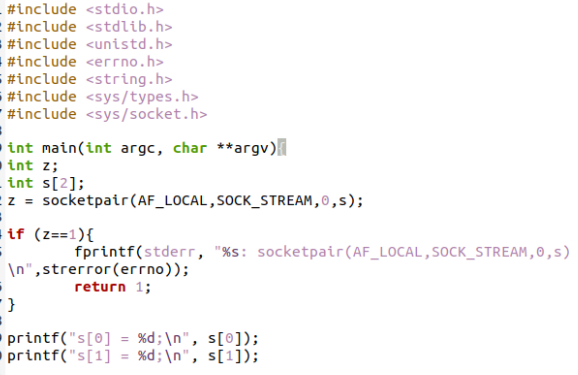 #include <stdio.h>
#include <stdlib.h>
#include <unistd.h>
#include <errno.h>
#include <string.h>
#include <sys/types.h>
#include <sys/socket.h>
int main(int argc, char **argv){
int z;
int s[2];
z = socketpair(AF_LOCAL,SOCK_STREAM,0,s);
if (z==1){
fprintf(stderr, "%s: socketpair(AF_LOCAL,SOCK_STREAM,0,s)
\n",strerror(errno));
return 1;
}
printf("s[0] = %d;\n", s[0]);
printf("s[1] = %d;\n", s[1]);